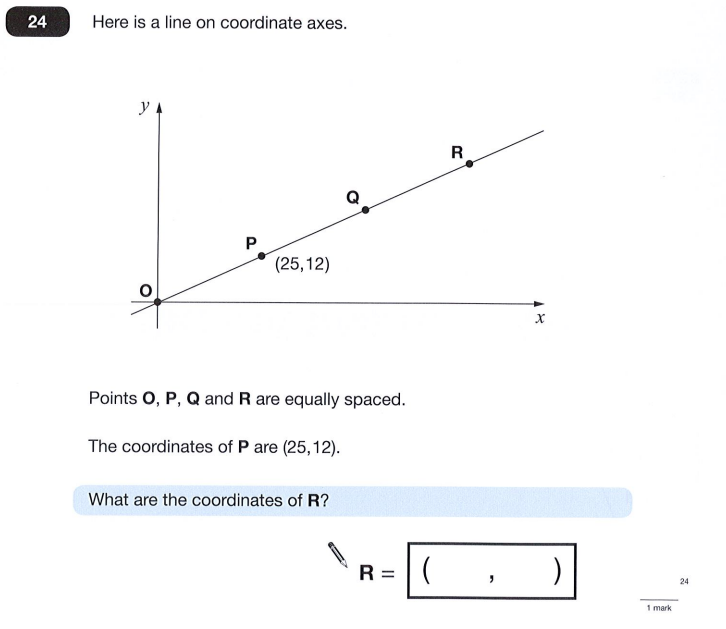 24 Here is a line on coordinate axes.
y
R
Q
P
(25,12)
O
x
Points O, P, Q and R are equally spaced.
The coordinates of P are (25,12).
What are the coordinates of R?
R = ( , )
24
1 mark